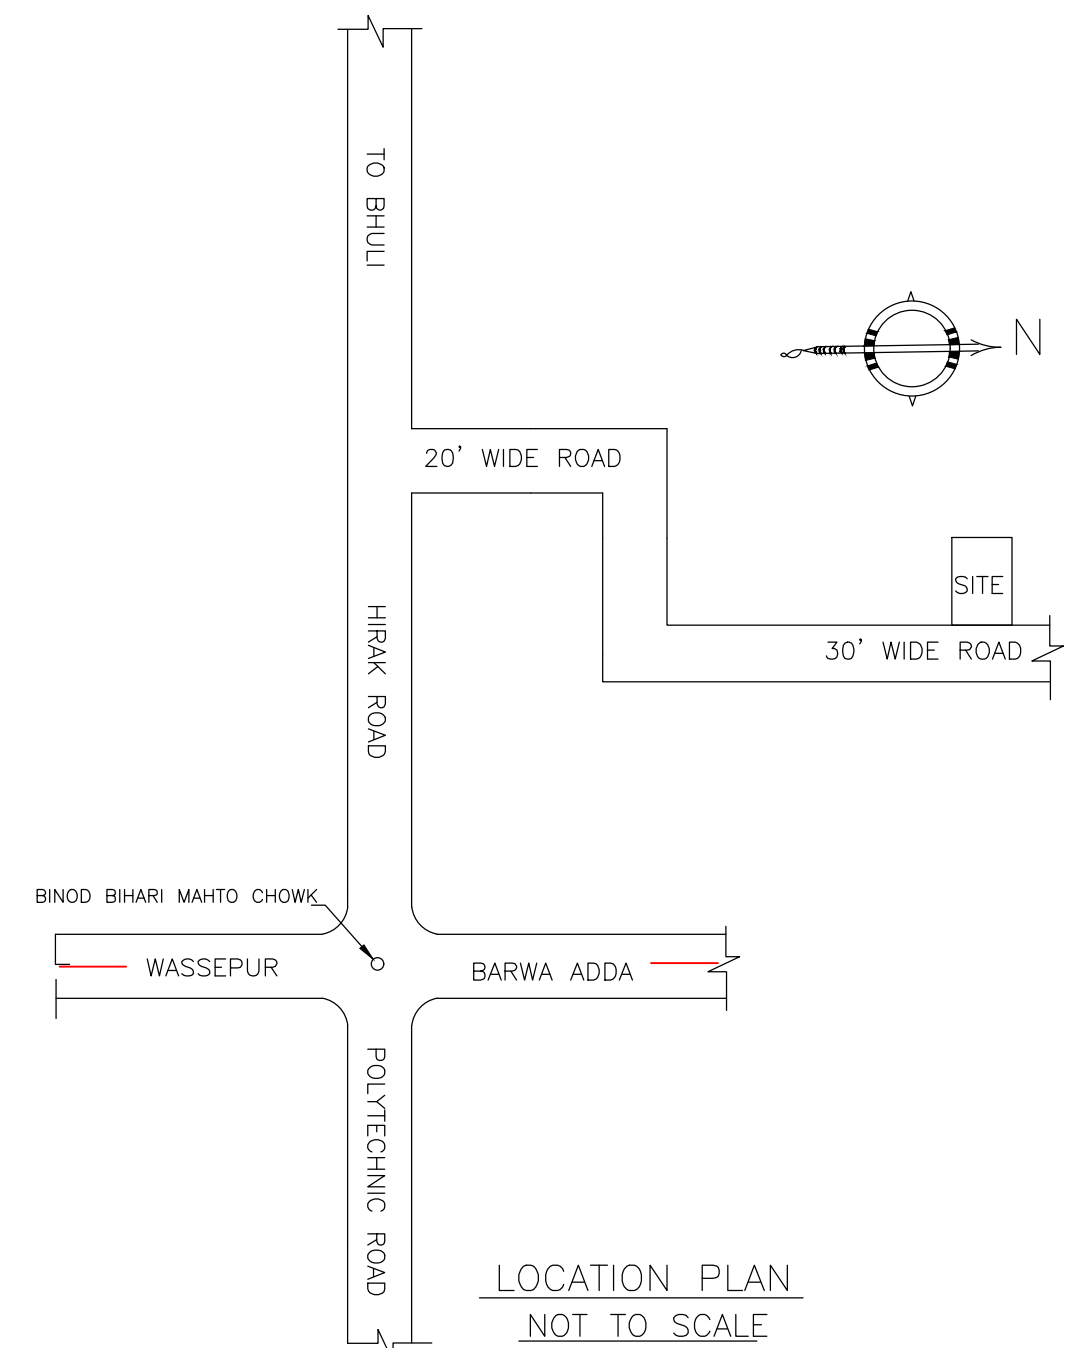 TO BHULI
N
20' WIDE ROAD
SITE
HIRAK ROAD
30' WIDE ROAD
BINOD BIHARI MAHTO CHOWK
WASSEPUR
BARWA ADDA
POLYTECHNIC ROAD
LOCATION PLAN
NOT TO SCALE